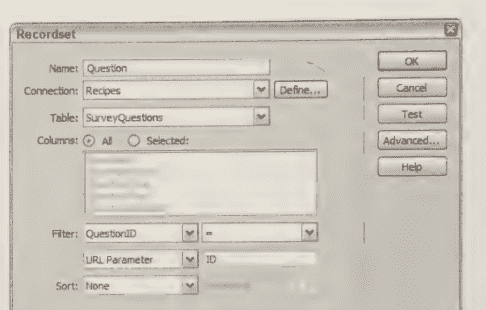 Recordset
Name: Question
OK
Connection: Recipes Define...
Cancel
Table: SurveyQuestions
Test
Columns: All Selected:
Advanced...
Help
Filter: QuestionID =
URL Parameter ID
Sort: None